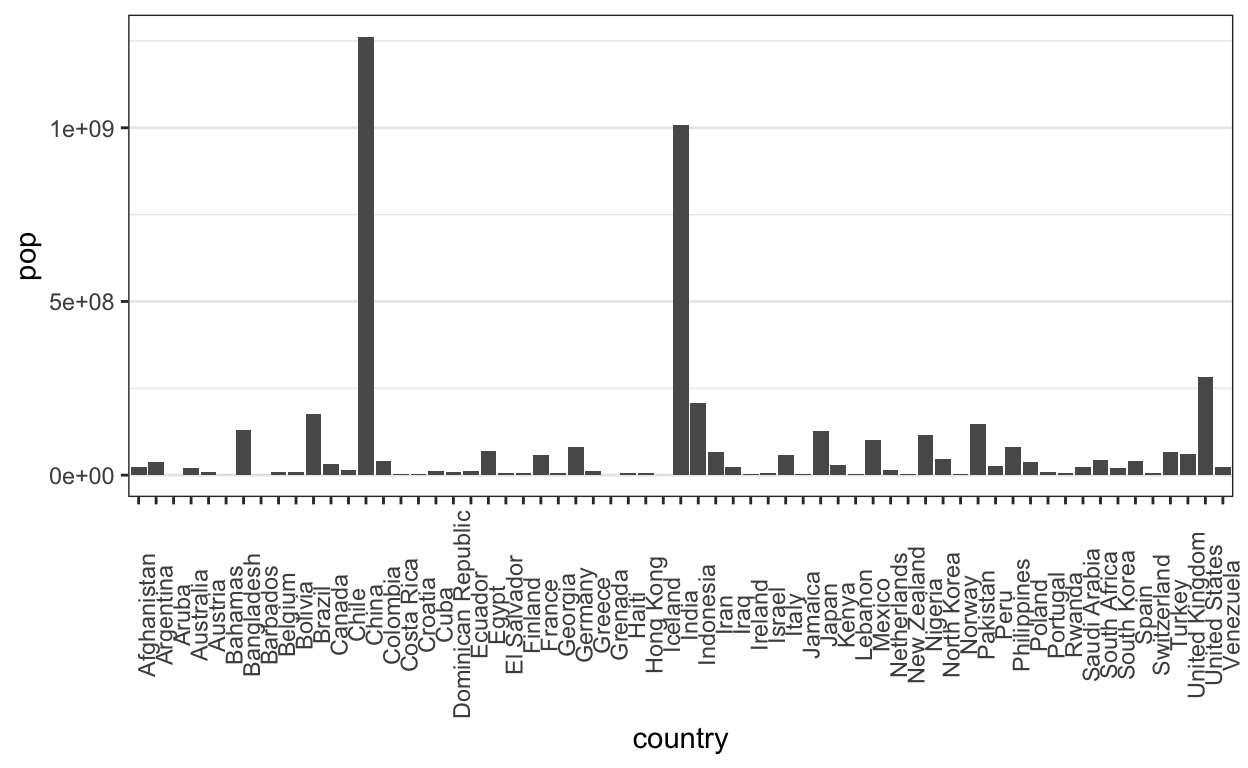 1e+09
5e+08
0e+00
pop
Afghanistan
Argentina
Aruba
Australia
Austria
Bahamas
Bangladesh
Barbados
Belgium
Bolivia
Brazil
Canada
Chile
China
Colombia
Costa Rica
Croatia
Cuba
Dominican Republic
Ecuador
Egypt
El Salvador
Finland
France
Georgia
Germany
Greece
Grenada
Haiti
Hong Kong
Iceland
India
Indonesia
Iran
Iraq
Ireland
Israel
Italy
Jamaica
Japan
Kenya
Lebanon
Mexico
Netherlands
New Zealand
Nigeria
North Korea
Norway
Pakistan
Peru
Philippines
Poland
Portugal
Rwanda
Saudi Arabia
South Africa
South Korea
Spain
Switzerland
Turkey
United Kingdom
United States
Venezuela
country